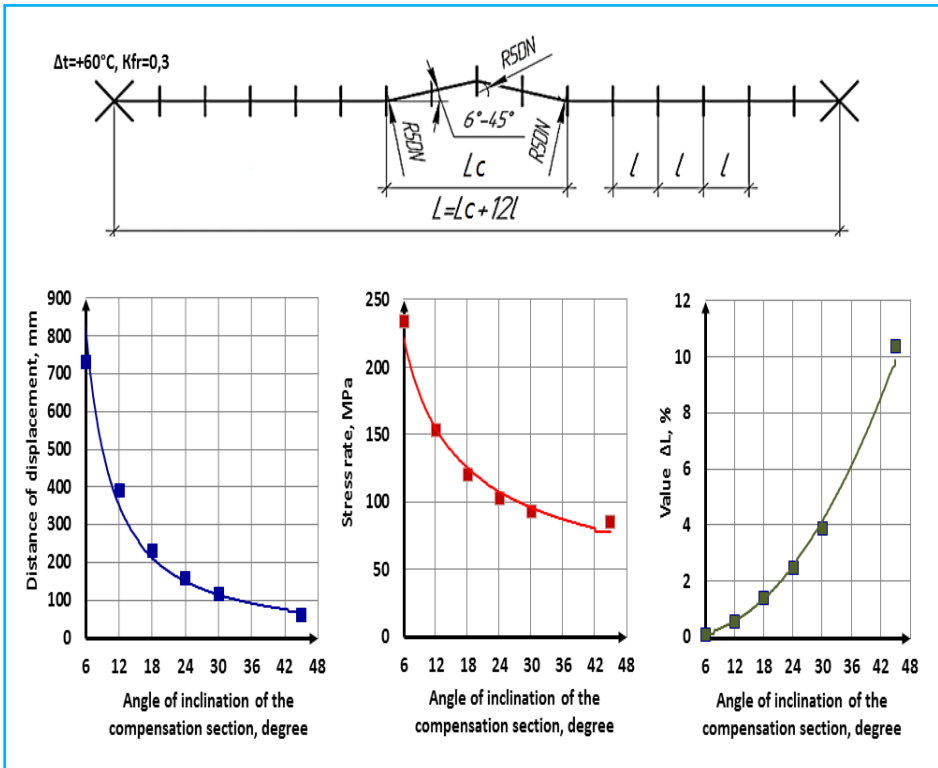 Δt=+60°C, Kfr=0,3
R5DN
6°-45°
R5DN
R5DN
Lc
l
l
l
L=Lc+12l
900
800
700
600
500
400
300
200
100
0
Distance of displacement, mm
6 12 18 24 30 36 42 48
Angle of inclination of the
compensation section, degree
250
200
150
100
50
0
Stress rate, MPa
6 12 18 24 30 36 42 48
Angle of inclination of the
compensation section, degree
12
10
8
6
4
2
0
Value ΔL, %
6 12 18 24 30 36 42 48
Angle of inclination of the
compensation section, degree